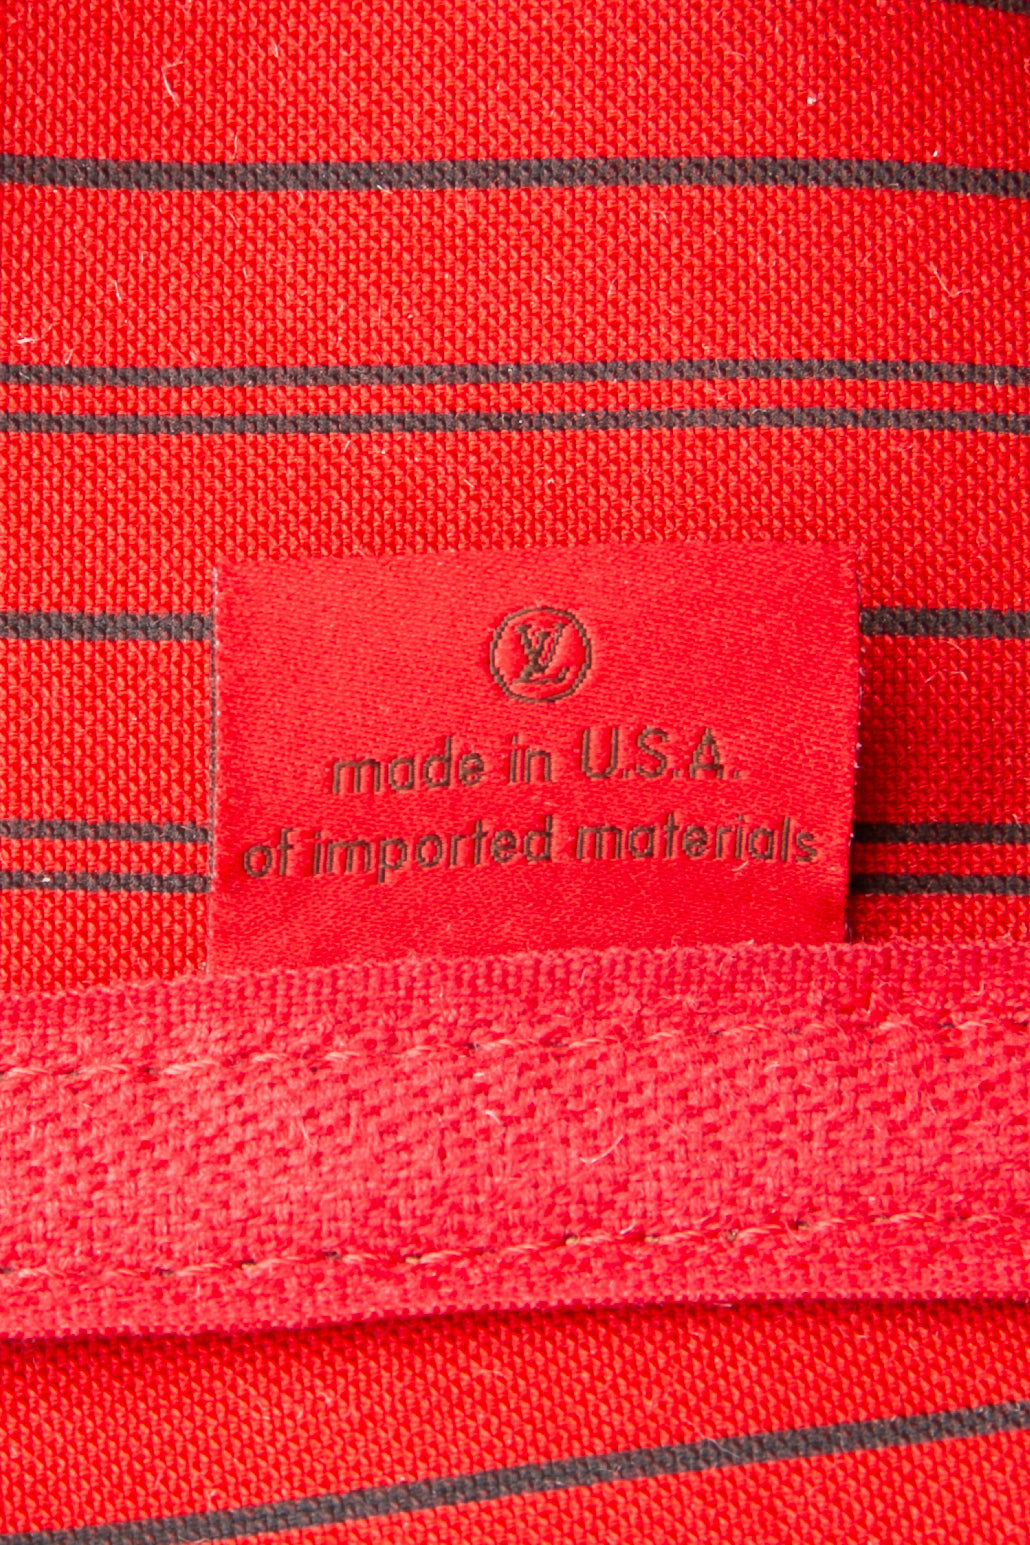 LV
made in U.S.A.
of imported materials